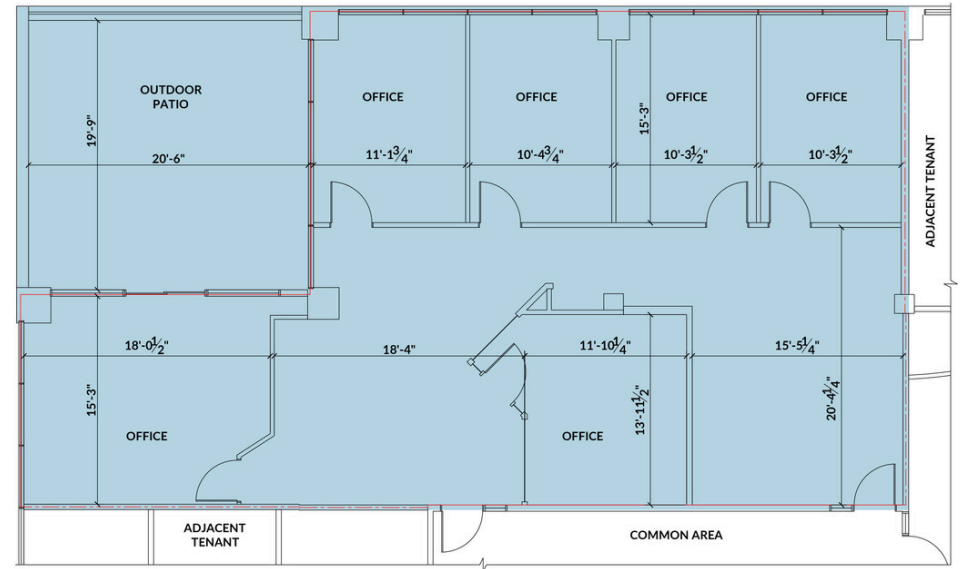 OUTDOOR
PATIO
OFFICE
OFFICE
OFFICE
OFFICE
19'-9"
15'-3"
20'-6"
11'-1¾"
10'-4¾"
10'-3½"
10'-3½"
ADJACENT TENANT
18'-0½"
18'-4"
11'-10¼"
15'-5¼"
15'-3"
13'-11½"
20'-4¼"
OFFICE
OFFICE
ADJACENT
TENANT
COMMON AREA